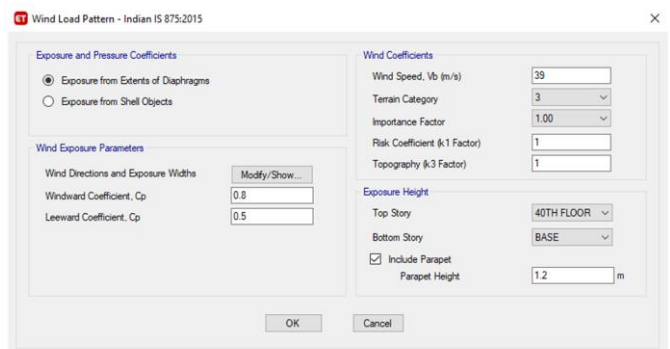 ET Wind Load Pattern - Indian IS 875:2015
Exposure and Pressure Coefficients
Exposure from Extents of Diaphragms
Exposure from Shell Objects
Wind Exposure Parameters
Wind Directions and Exposure Widths Modify/Show...
Windward Coefficient, Cp 0.8
Leeward Coefficient, Cp 0.5
Wind Coefficients
Wind Speed, Vb (m/s) 39
Terrain Category 3
Importance Factor 1.00
Risk Coefficient (k1 Factor) 1
Topography (k3 Factor) 1
Exposure Height
Top Story 40TH FLOOR
Bottom Story BASE
Include Parapet
Parapet Height 1.2 m
OK Cancel